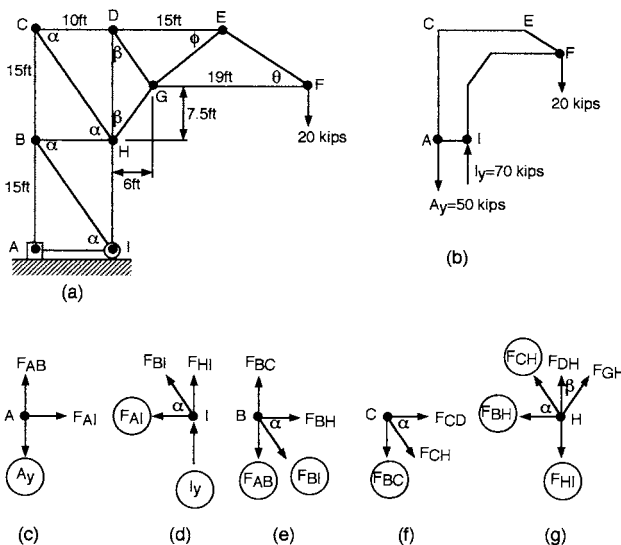 C 10ft D 15ft E
α β φ
15ft 19ft θ F
G
β 7.5ft
B α α H 20 kips
15ft 6ft
α
A I
(a)
C E
F
20 kips
A I
Iy=70 kips
Ay=50 kips
(b)
FAB
A FAI
Ay
(c)
FBI FHI
FAI α I
Iy
(d)
FBC
B FBH
α
FAB FBI
(e)
C FCD
α
FCH
FBC
(f)
FCH FDH
FGH
β
FBH α H
FHI
(g)